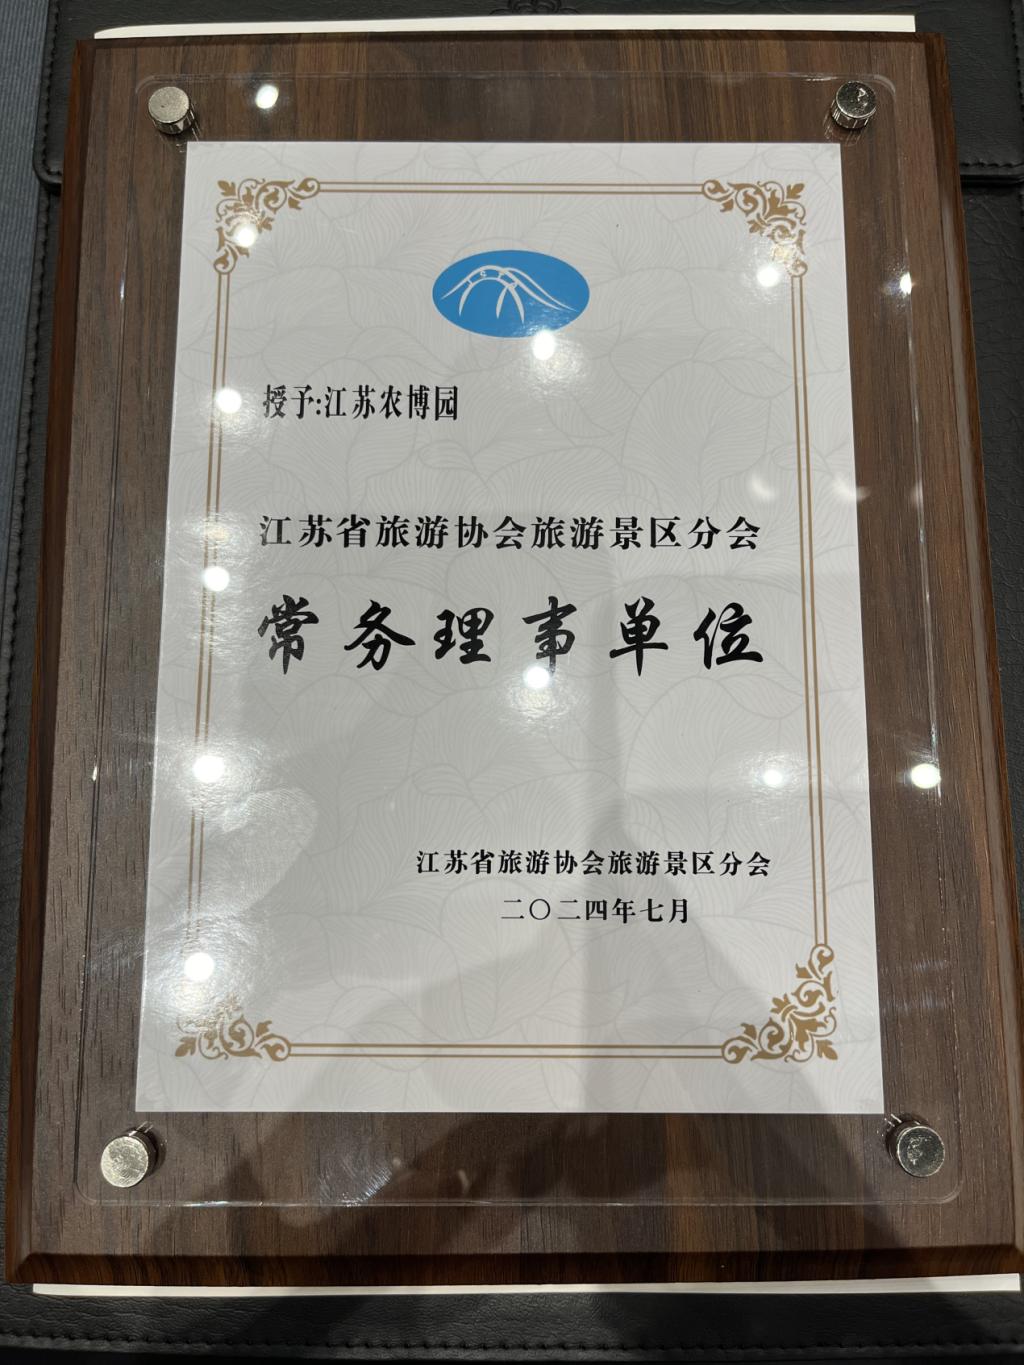 授予:江苏农博园
江苏省旅游协会旅游景区分会
常务理事单位
江苏省旅游协会旅游景区分会
二〇二四年七月